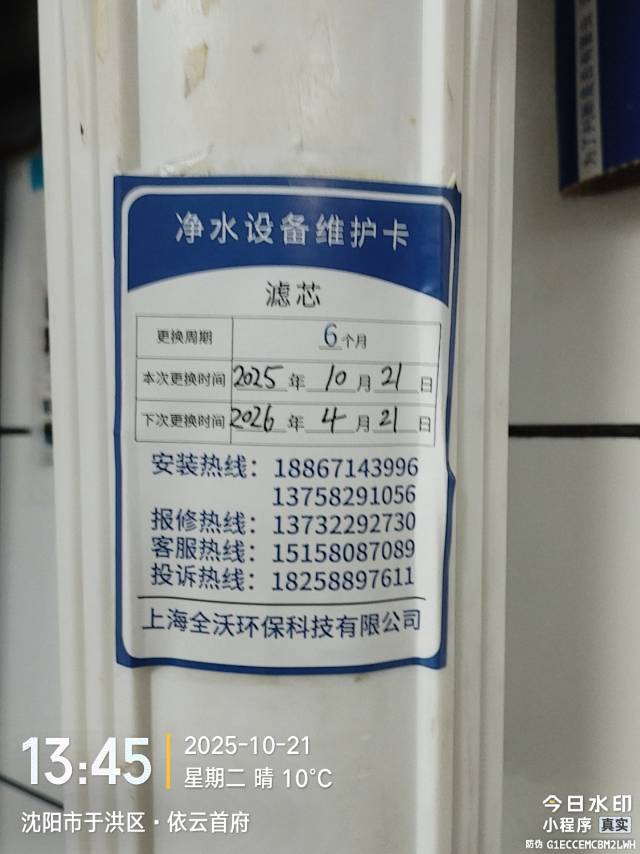 净水设备维护卡
滤芯
更换周期 6个月
本次更换时间 2025年10月21日
下次更换时间 2026年4月21日
安装热线：18867143996
13758291056
报修热线：13732292730
客服热线：15158087089
投诉热线：18258897611
上海全沃环保科技有限公司
13:45
2025-10-21
星期二 晴 10℃
沈阳市于洪区·依云首府
今日水印
小程序 真实
防伪 G1ECCEMCBM2LWH